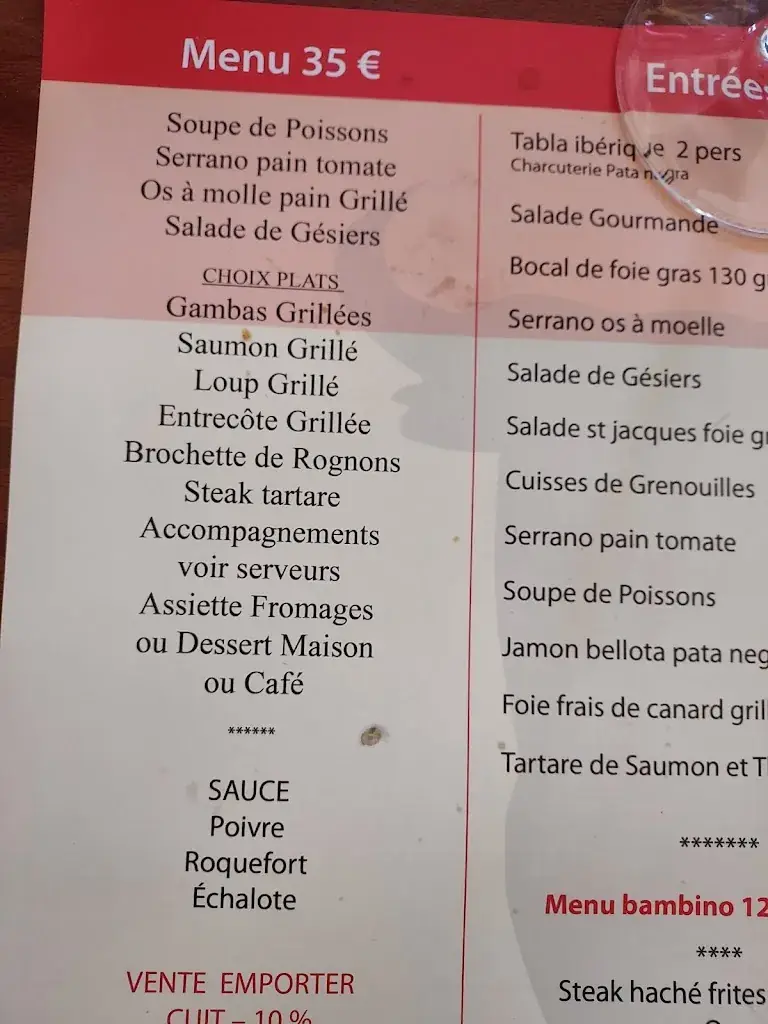 Menu 35 €
Soupe de Poissons
Serrano pain tomate
Os à molle pain Grillé
Salade de Gésiers
CHOIX PLATS
Gambas Grillées
Saumon Grillé
Loup Grillé
Entrecôte Grillée
Brochette de Rognons
Steak tartare
Accompagnements
voir serveurs
Assiette Fromages
ou Dessert Maison
ou Café
******
SAUCE
Poivre
Roquefort
Échalote
VENTE EMPORTER
CUIT – 10 %
Entrées
Tabla ibérique 2 pers
Charcuterie Pata negra
Salade Gourmande
Bocal de foie gras 130 g
Serrano os à moelle
Salade de Gésiers
Salade st jacques foie
Cuisses de Grenouilles
Serrano pain tomate
Soupe de Poissons
Jamon bellota pata
Foie frais de canard
Tartare de Saumon et
*******
Menu bambino 12
****
Steak haché frites